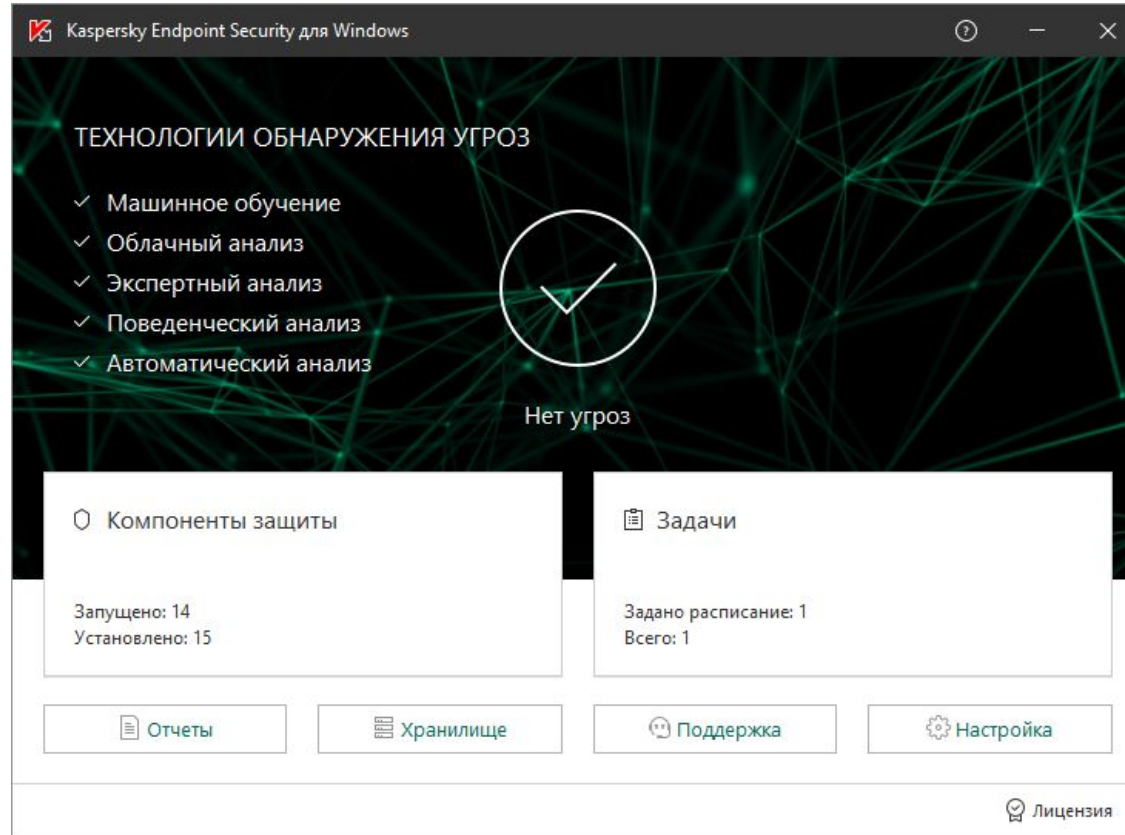 Kaspersky Endpoint Security для Windows
ТЕХНОЛОГИИ ОБНАРУЖЕНИЯ УГРОЗ
Машинное обучение
Облачный анализ
Экспертный анализ
Поведенческий анализ
Автоматический анализ
Нет угроз
Компоненты защиты
Запущено: 14
Установлено: 15
Задачи
Задано расписание: 1
Всего: 1
Отчеты
Хранилище
Поддержка
Настройка
Лицензия